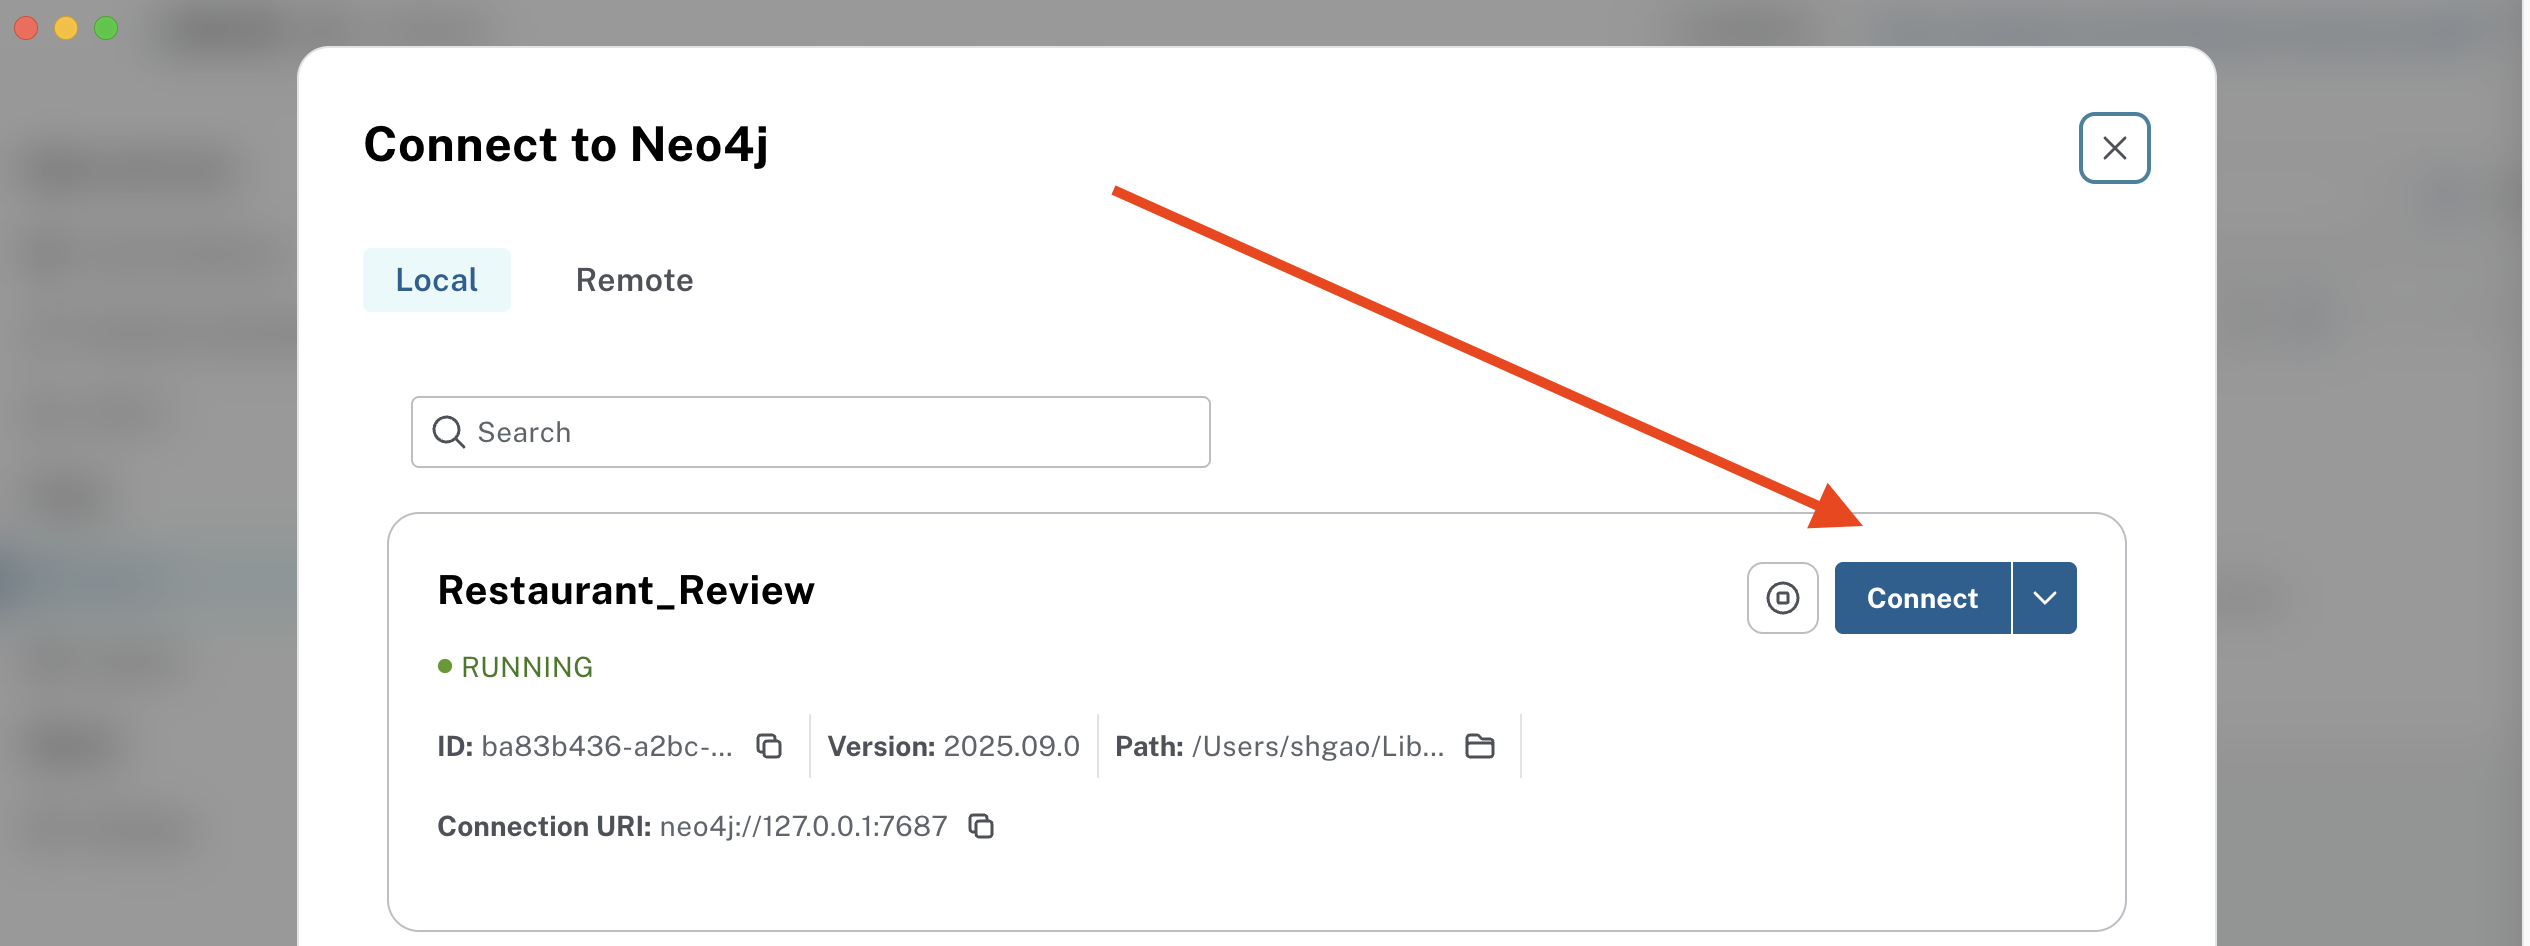 Connect to Neo4j
Local Remote
Search
Restaurant_Review
Connect
RUNNING
ID: ba83b436-a2bc-... Version: 2025.09.0 Path: /Users/shgao/Lib...
Connection URI: neo4j://127.0.0.1:7687